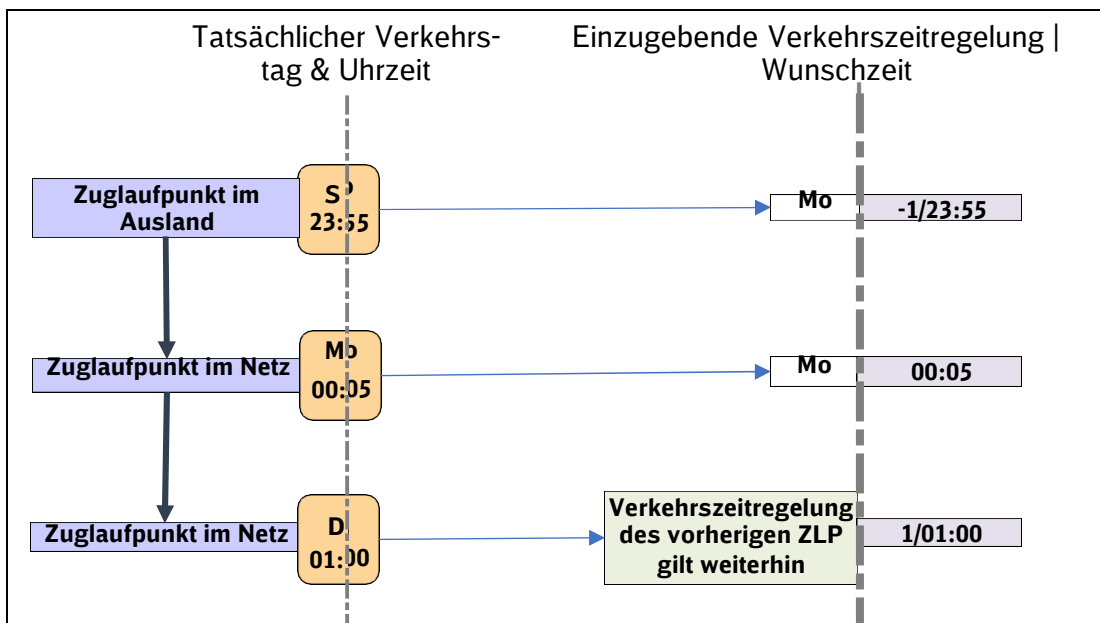 Tatsächlicher Verkehrs-
tag & Uhrzeit
Einzugebende Verkehrszeitregelung |
Wunschzeit
Zuglaufpunkt im
Ausland
So
23:55
Mo
-1/23:55
Zuglaufpunkt im Netz
Mo
00:05
Mo
00:05
Zuglaufpunkt im Netz
D
01:00
Verkehrszeitregelung
des vorherigen ZLP
gilt weiterhin
1/01:00